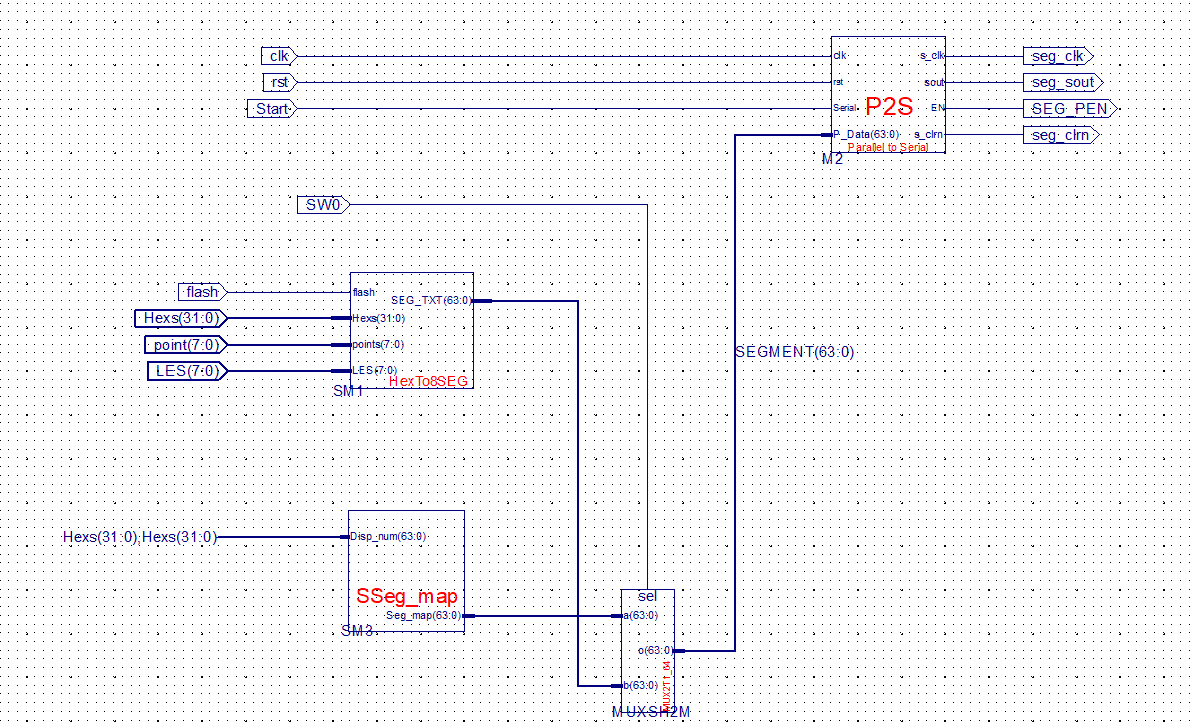 clk
rst
Start
clk
rst
Serial
P_Data(63:0)
s_clk
sout
EN
s_clrn
P2S
Parallel to Serial
M2
seg_clk
seg_sout
SEG_PEN
seg_clrn
SW0
flash
Hexs(31:0)
point(7:0)
LES(7:0)
flash
SEG_TXT(63:0)
Hexs(31:0)
points(7:0)
LES(7:0)
HexTo8SEG
SM1
SEGMENT(63:0)
Hexs(31:0),Hexs(31:0)
Disp_num(63:0)
SSeg_map
Seg_map(63:0)
SM3
sel
a(63:0)
o(63:0)
b(63:0)
MUX2T1_64
MUXSH2M